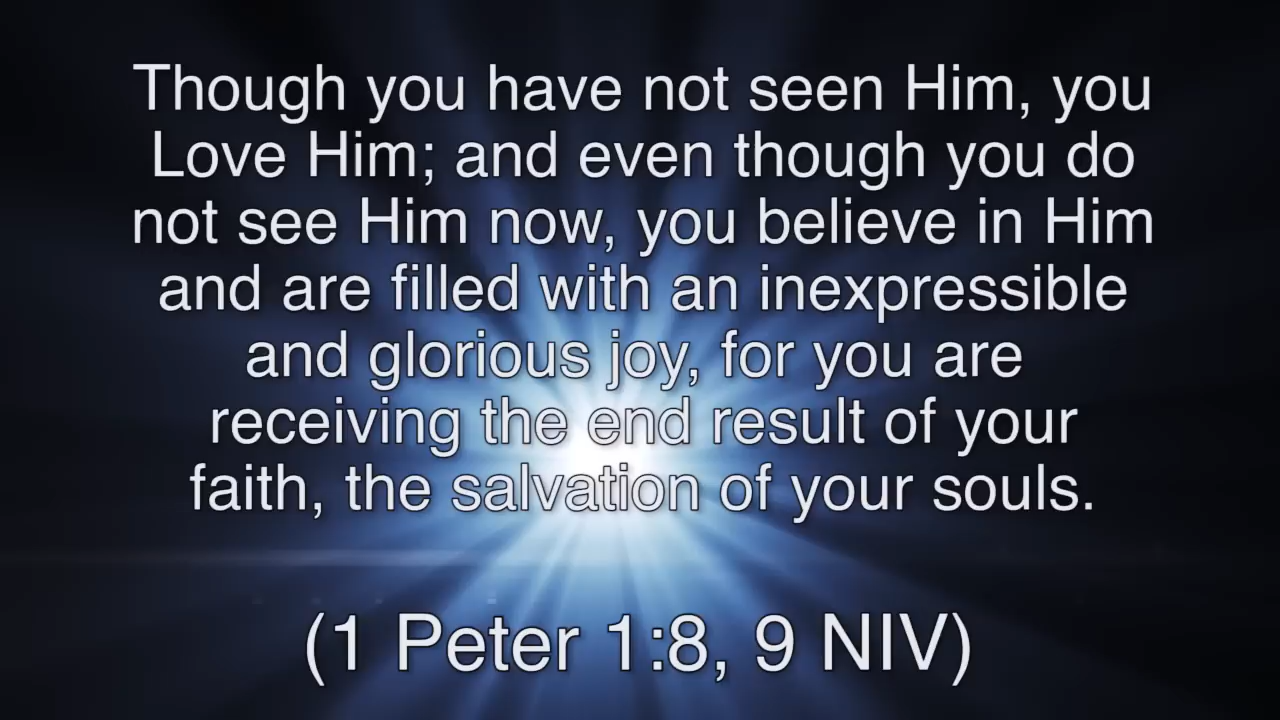 Though you have not seen Him, you
Love Him; and even though you do
not see Him now, you believe in Him
and are filled with an inexpressible
and glorious joy, for you are
receiving the end result of your
faith, the salvation of your souls.
(1 Peter 1:8, 9 NIV)